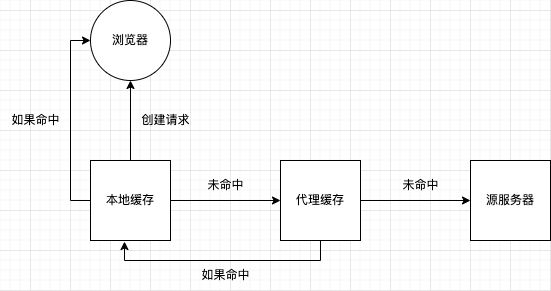 浏览器
如果命中
创建请求
本地缓存
未命中
代理缓存
未命中
源服务器
如果命中